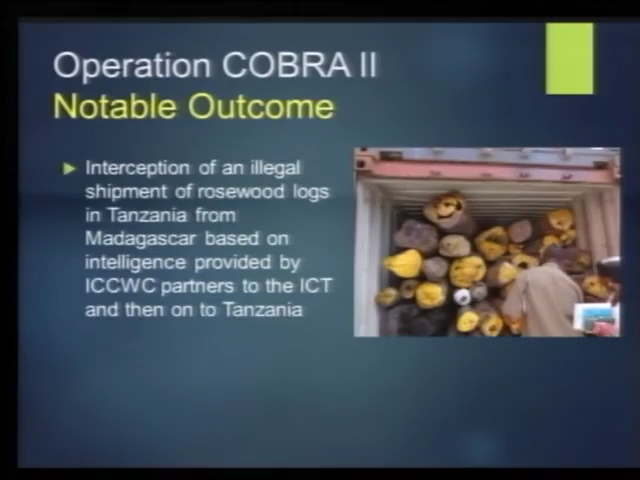 Operation COBRA II
Notable Outcome
Interception of an illegal
shipment of rosewood logs
in Tanzania from
Madagascar based on
intelligence provided by
ICCWC partners to the ICT
and then on to Tanzania